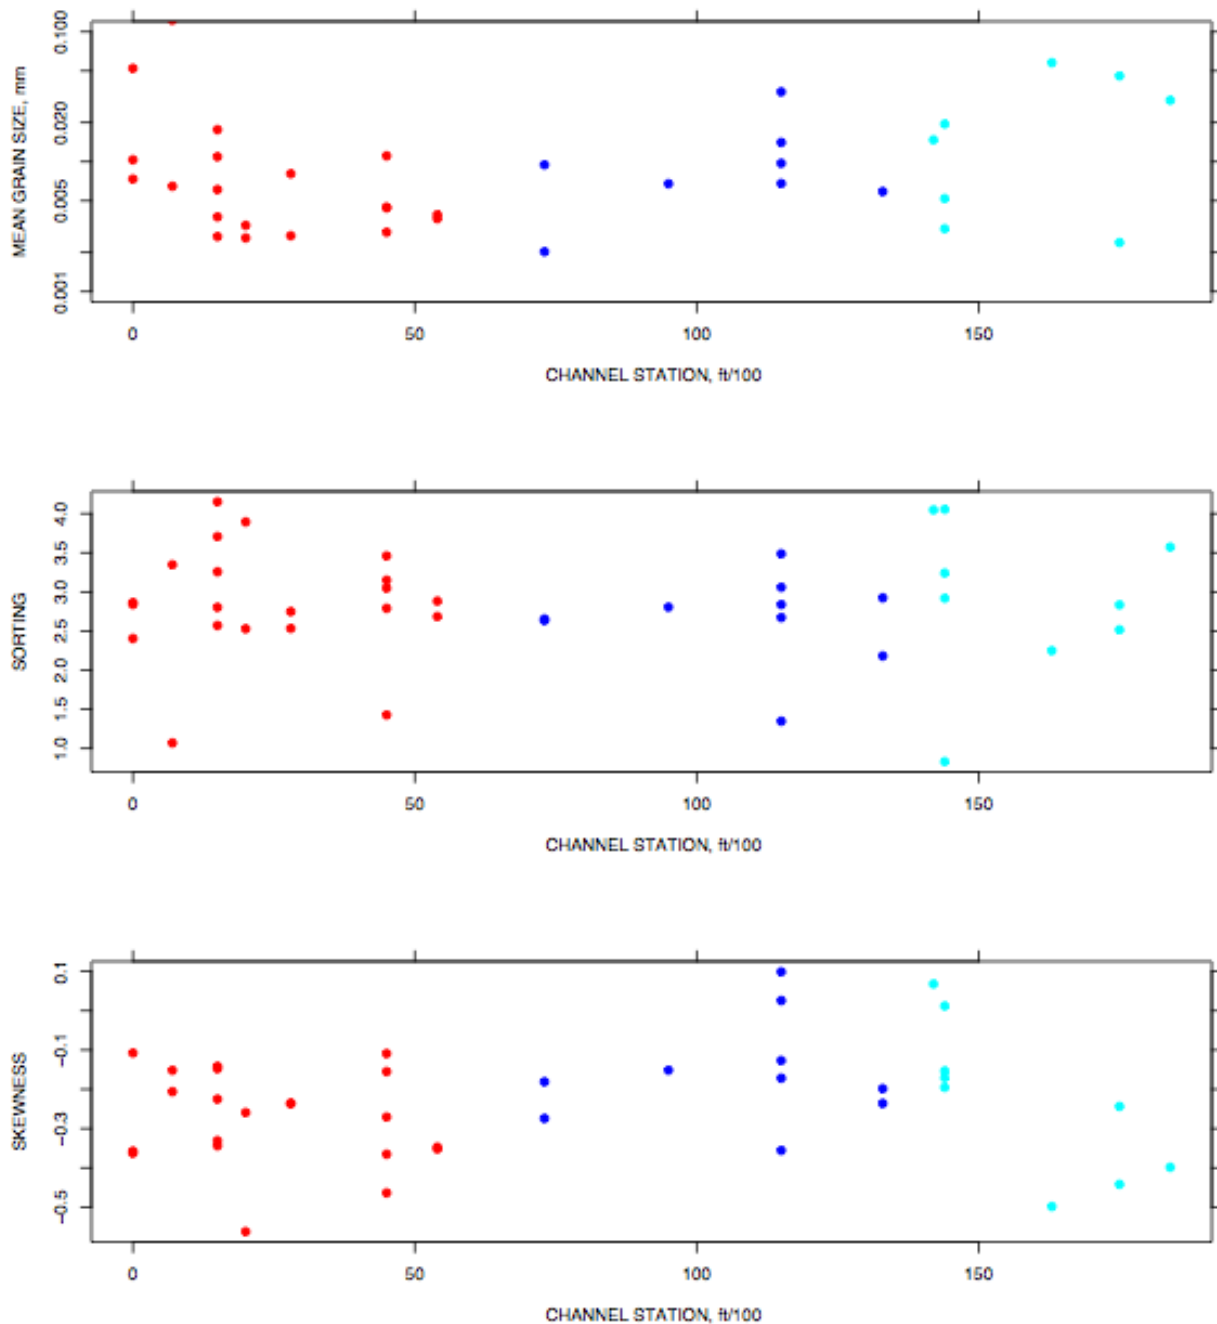 MEAN GRAIN SIZE, mm
0.100
0.020
0.005
0.001
0 50 100 150
CHANNEL STATION, ft/100
SORTING
4.0
3.5
3.0
2.5
2.0
1.5
1.0
0 50 100 150
CHANNEL STATION, ft/100
SKEWNESS
0.1
−0.1
−0.3
−0.5
0 50 100 150
CHANNEL STATION, ft/100